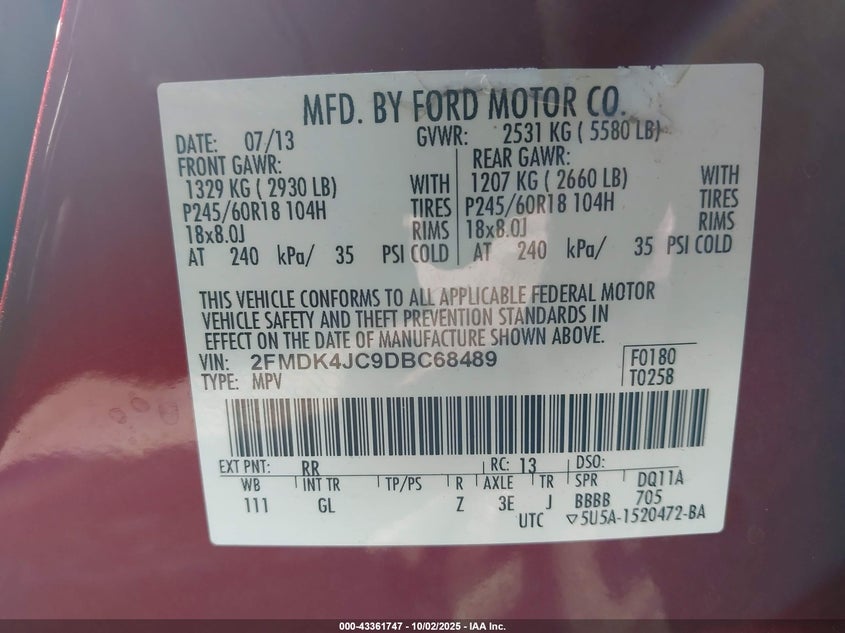 MFD. BY FORD MOTOR CO.
DATE: 07/13 GVWR: 2531 KG ( 5580 LB)
FRONT GAWR: REAR GAWR:
1329 KG ( 2930 LB) WITH 1207 KG ( 2660 LB) WITH
P245/60R18 104H TIRES P245/60R18 104H TIRES
18x8.0J RIMS 18x8.0J RIMS
AT 240 kPa/ 35 PSI COLD AT 240 kPa/ 35 PSI COLD
THIS VEHICLE CONFORMS TO ALL APPLICABLE FEDERAL MOTOR
VEHICLE SAFETY AND THEFT PREVENTION STANDARDS IN
EFFECT ON THE DATE OF MANUFACTURE SHOWN ABOVE.
VIN: 2FMDK4JC9DBC68489 F0180
TYPE: MPV T0258
EXT PNT: RR RC: 13 DSO:
WB INT TR TP/PS R AXLE TR SPR DQ11A
111 GL Z 3E J BBBB 705
UTC ▽5U5A-1520472-BA
000-43361747 - 10/02/2025 - IAA Inc.